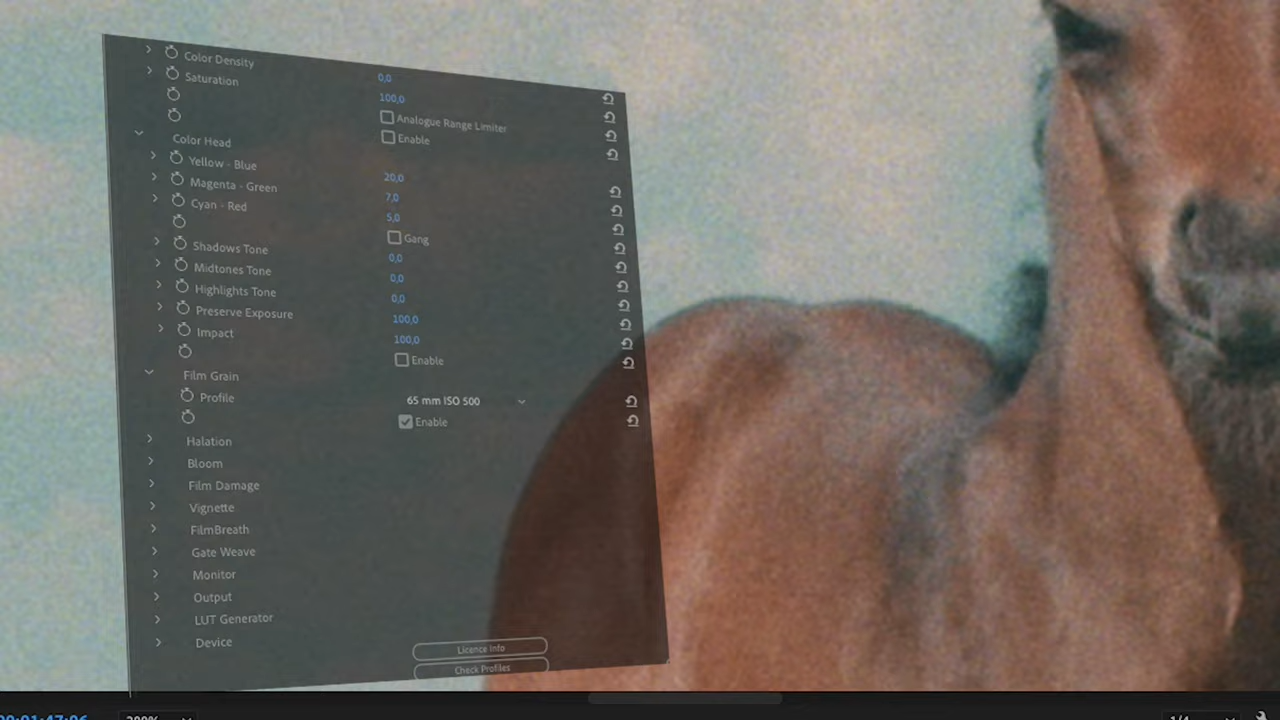 Color Density 0,0
Saturation 100,0
Analogue Range Limiter
Enable
Color Head
Yellow - Blue 20,0
Magenta - Green 7,0
Cyan - Red 5,0
Gang
Shadows Tone 0,0
Midtones Tone 0,0
Highlights Tone 0,0
Preserve Exposure 100,0
Impact 100,0
Enable
Film Grain
Profile 65 mm ISO 500
Enable
Halation
Bloom
Film Damage
Vignette
FilmBreath
Gate Weave
Monitor
Output
LUT Generator
Device
Licence Info
Check Profiles